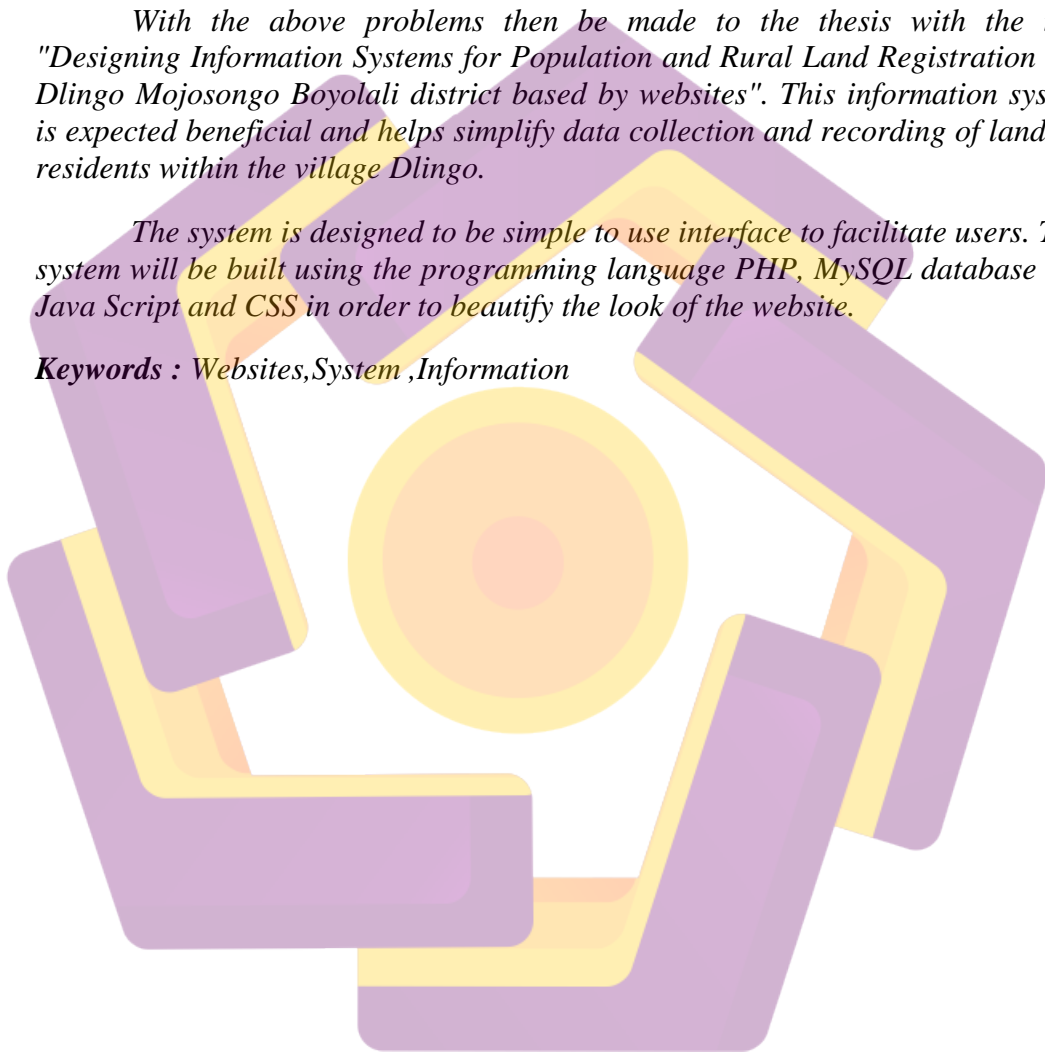 With the above problems then be made to the thesis with the
"Designing Information Systems for Population and Rural Land Registration
Dlingo Mojosongo Boyolali district based by websites". This information sys
is expected beneficial and helps simplify data collection and recording of land
residents within the village Dlingo.
The system is designed to be simple to use interface to facilitate users. T
system will be built using the programming language PHP, MySQL database
Java Script and CSS in order to beautify the look of the website.
Keywords : Websites,System ,Information